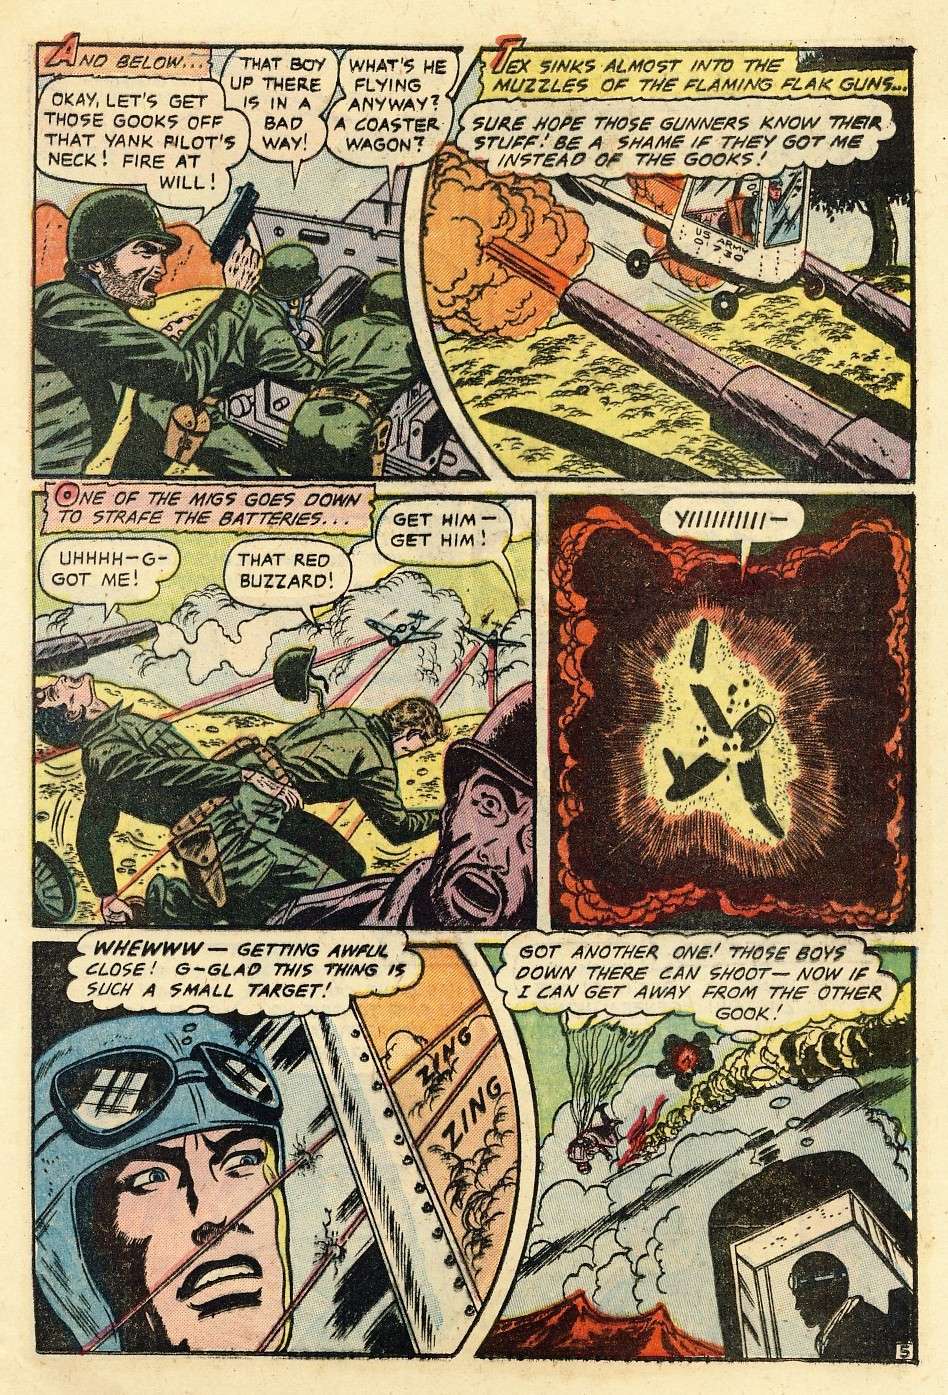 AND BELOW...
OKAY, LET'S GET
THOSE GOOKS OFF
THAT YANK PILOT'S
NECK! FIRE AT
WILL!
THAT BOY
UP THERE
IS IN A
BAD
WAY!
WHAT'S HE
FLYING
ANYWAY?
A COASTER
WAGON?
TEX SINKS ALMOST INTO THE
MUZZLES OF THE FLAMING FLAK GUNS...
SURE HOPE THOSE GUNNERS KNOW THEIR
STUFF! BE A SHAME IF THEY GOT ME
INSTEAD OF THE GOOKS!
US ARMY
01730
ONE OF THE MIGS GOES DOWN
TO STRAFE THE BATTERIES...
UHHHH-G-
GOT ME!
THAT RED
BUZZARD!
GET HIM-
GET HIM!
YIIIIIIIIII-
WHEWWW- GETTING AWFUL
CLOSE! G-GLAD THIS THING IS
SUCH A SMALL TARGET!
ZING
ZING
GOT ANOTHER ONE! THOSE BOYS
DOWN THERE CAN SHOOT- NOW IF
I CAN GET AWAY FROM THE OTHER
GOOK!
5